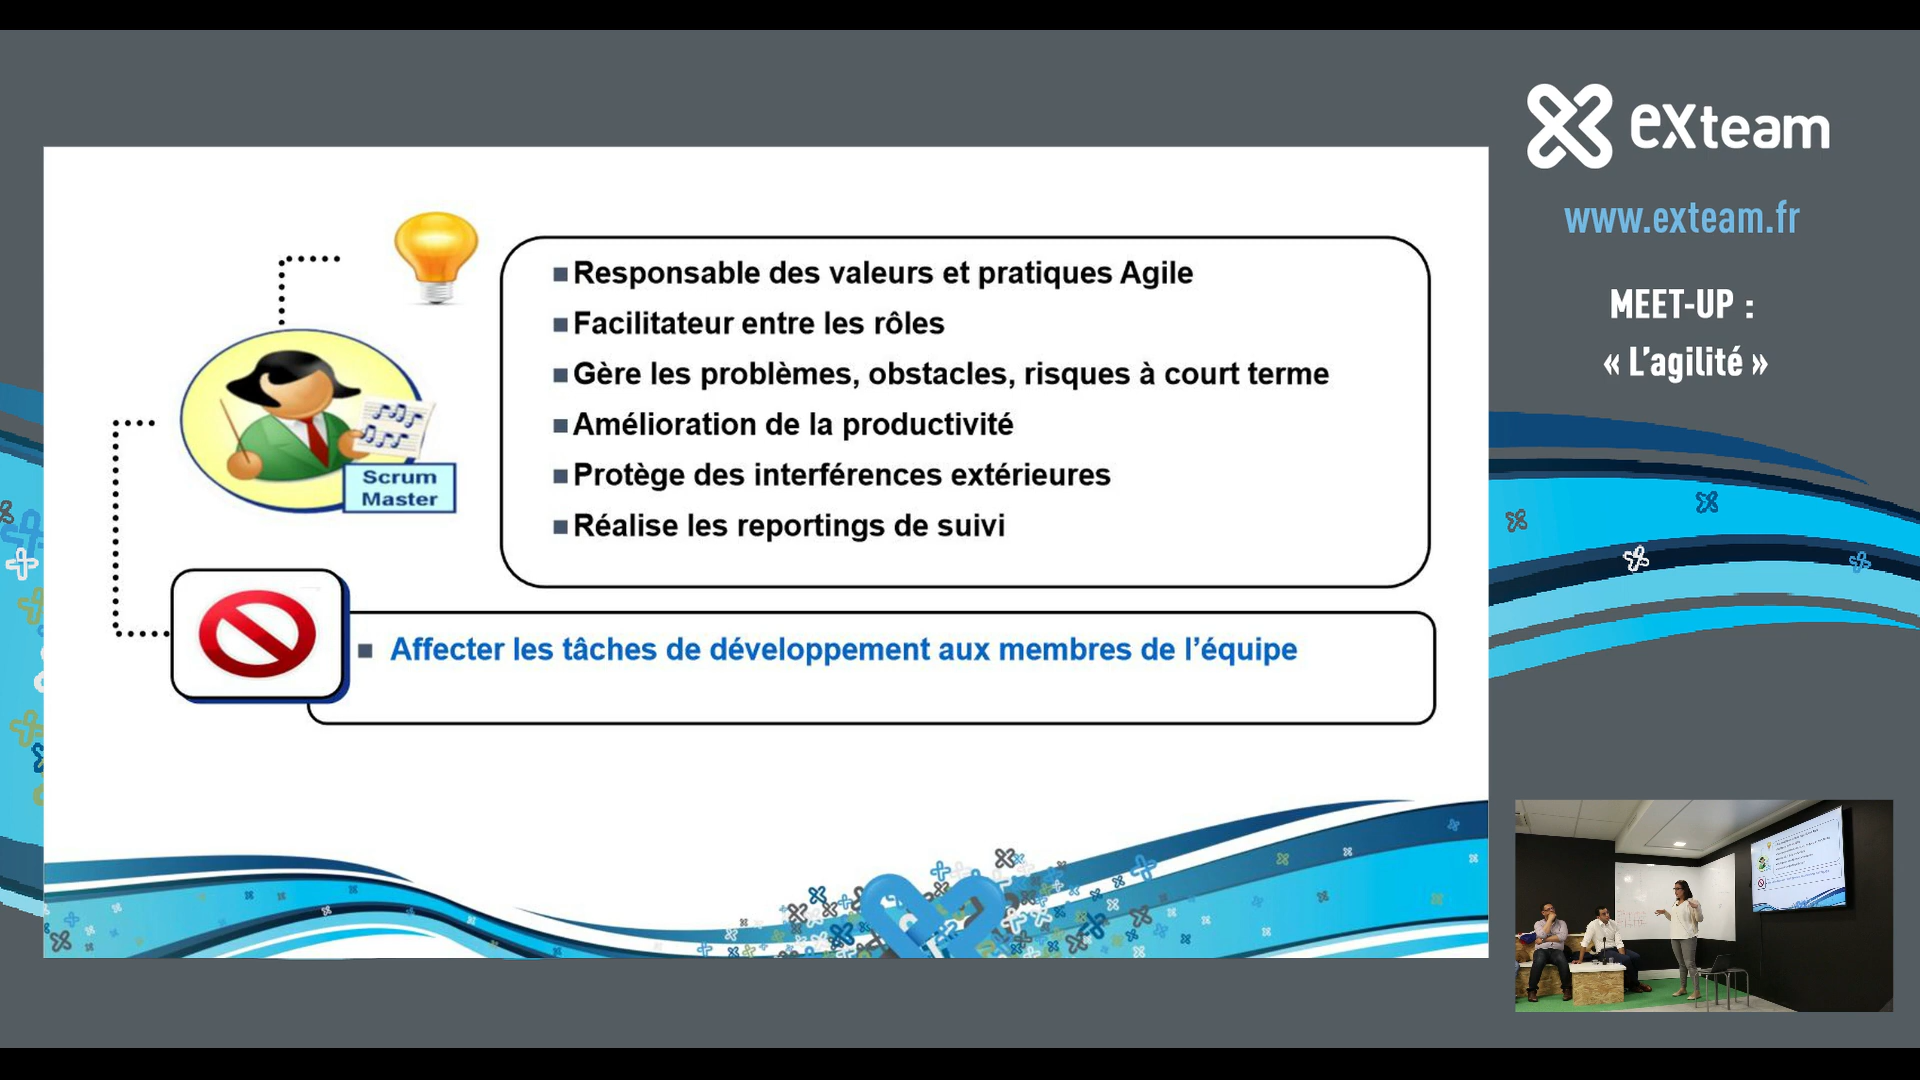 Responsable des valeurs et pratiques Agile
Facilitateur entre les rôles
Gère les problèmes, obstacles, risques à court terme
Amélioration de la productivité
Protège des interférences extérieures
Réalise les reportings de suivi
Scrum
Master
Affecter les tâches de développement aux membres de l’équipe
exteam
www.exteam.fr
MEET-UP :
« L’agilité »